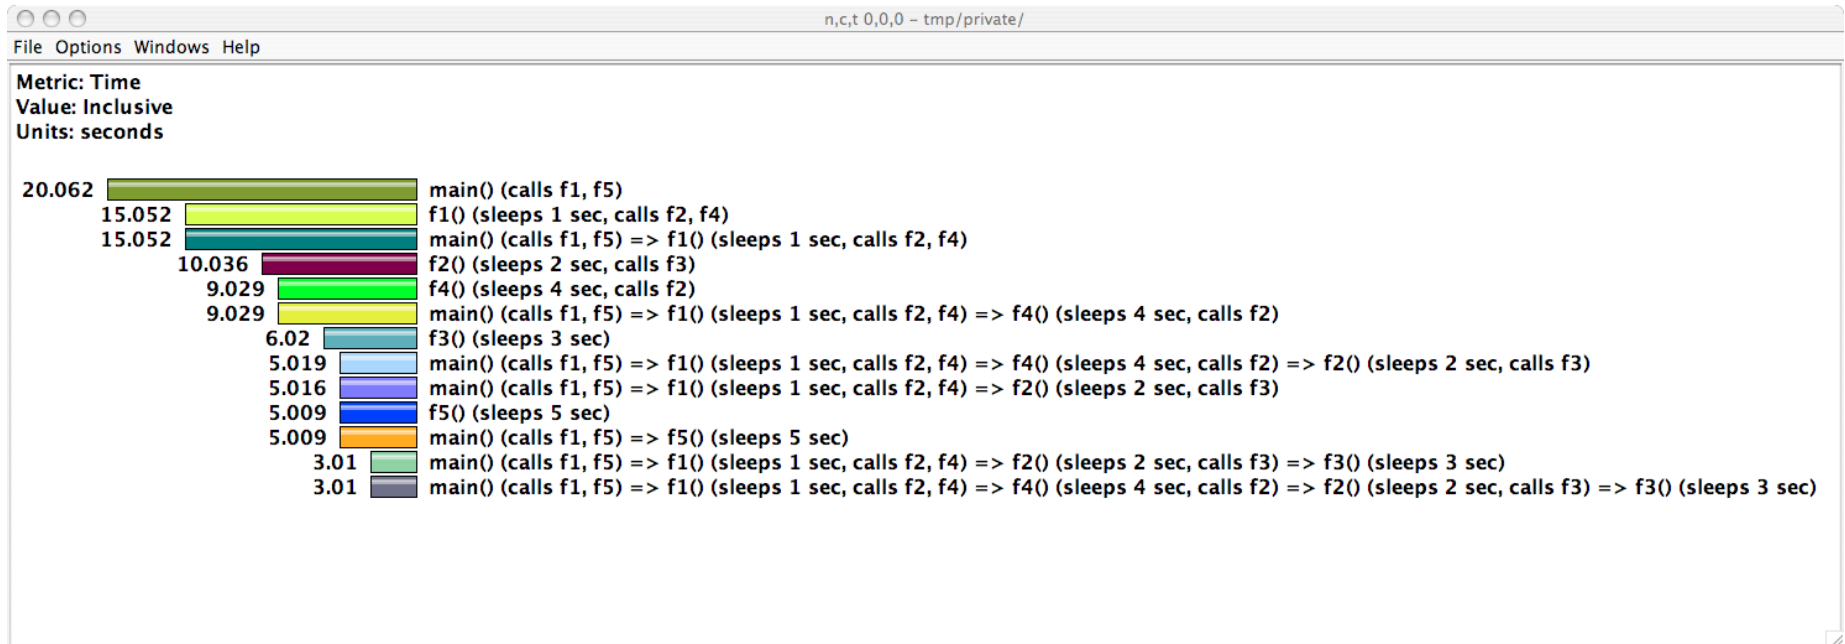 n,c,t 0,0,0 – tmp/private/
File Options Windows Help
Metric: Time
Value: Inclusive
Units: seconds
20.062 main() (calls f1, f5)
15.052 f1() (sleeps 1 sec, calls f2, f4)
15.052 main() (calls f1, f5) => f1() (sleeps 1 sec, calls f2, f4)
10.036 f2() (sleeps 2 sec, calls f3)
9.029 f4() (sleeps 4 sec, calls f2)
9.029 main() (calls f1, f5) => f1() (sleeps 1 sec, calls f2, f4) => f4() (sleeps 4 sec, calls f2)
6.02 f3() (sleeps 3 sec)
5.019 main() (calls f1, f5) => f1() (sleeps 1 sec, calls f2, f4) => f4() (sleeps 4 sec, calls f2) => f2() (sleeps 2 sec, calls f3)
5.016 main() (calls f1, f5) => f1() (sleeps 1 sec, calls f2, f4) => f2() (sleeps 2 sec, calls f3)
5.009 f5() (sleeps 5 sec)
5.009 main() (calls f1, f5) => f5() (sleeps 5 sec)
3.01 main() (calls f1, f5) => f1() (sleeps 1 sec, calls f2, f4) => f2() (sleeps 2 sec, calls f3) => f3() (sleeps 3 sec)
3.01 main() (calls f1, f5) => f1() (sleeps 1 sec, calls f2, f4) => f4() (sleeps 4 sec, calls f2) => f2() (sleeps 2 sec, calls f3) => f3() (sleeps 3 sec)